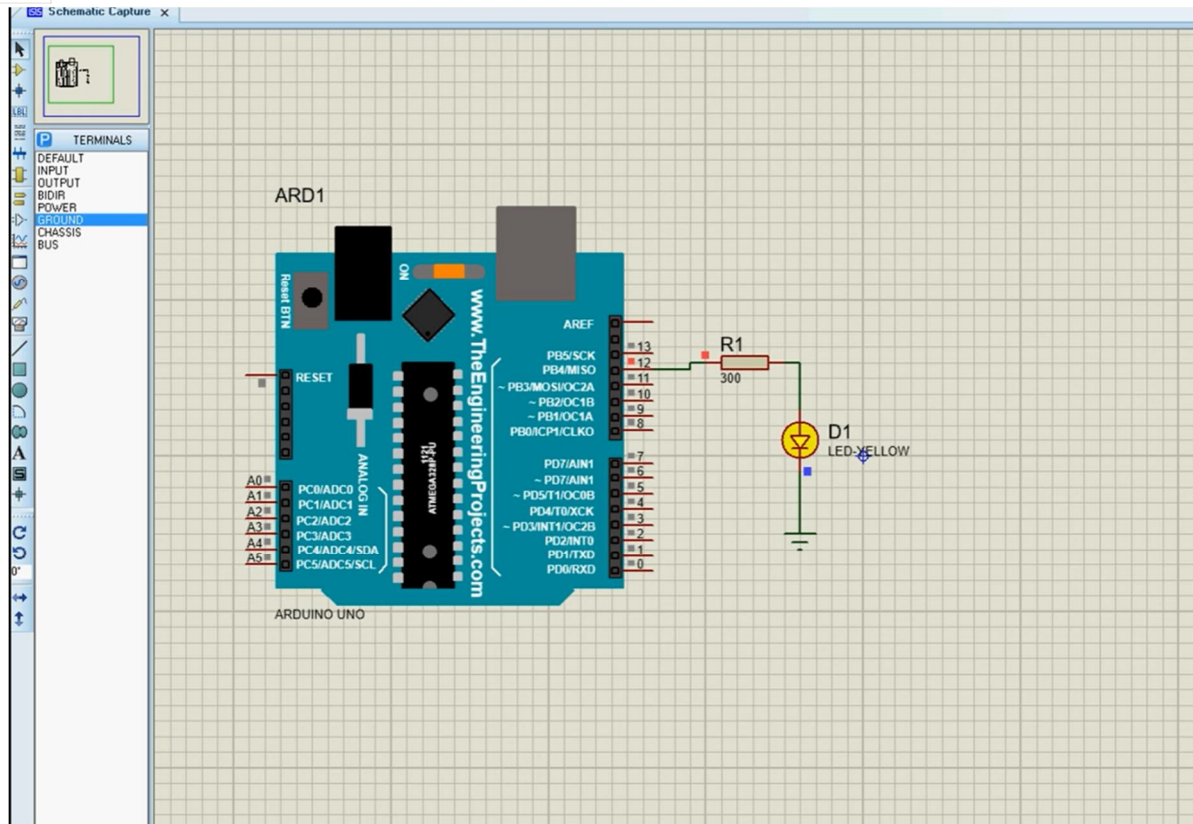 ISIS Schematic Capture X
LBL
P TERMINALS
DEFAULT
INPUT
OUTPUT
BIDIR
POWER
GROUND
CHASSIS
BUS
A
S
0°
ARD1
Reset BTN
ON
www.TheEngineeringProjects.com
RESET
ANALOG IN
1121
ATMEGA328P-PU
AREF
PB5/SCK 13
PB4/MISO 12
~ PB3/MOSI/OC2A 11
~ PB2/OC1B 10
~ PB1/OC1A 9
PB0/ICP1/CLKO 8
PD7/AIN1 7
~ PD7/AIN1 6
~ PD5/T1/OC0B 5
PD4/T0/XCK 4
~ PD3/INT1/OC2B 3
PD2/INT0 2
PD1/TXD 1
PD0/RXD 0
A0 PC0/ADC0
A1 PC1/ADC1
A2 PC2/ADC2
A3 PC3/ADC3
A4 PC4/ADC4/SDA
A5 PC5/ADC5/SCL
ARDUINO UNO
R1
300
D1
LED-YELLOW